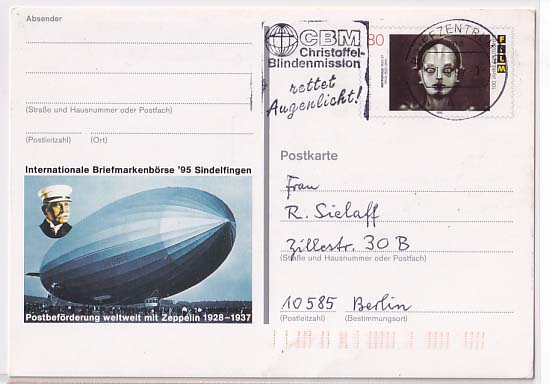 Absender
(Straße und Hausnummer oder Postfach)
(Postleitzahl) (Ort)
CBM
Christoffel-
Blindenmission
rettet
Augenlicht!
80
FILM
Internationale Briefmarkenbörse '95 Sindelfingen
Postbeförderung weltweit mit Zeppelin 1928–1937
Postkarte
Frau
R. Sielaff
Zillestr. 30 B
(Straße und Hausnummer oder Postfach)
10585 Berlin
(Postleitzahl) (Bestimmungsort)